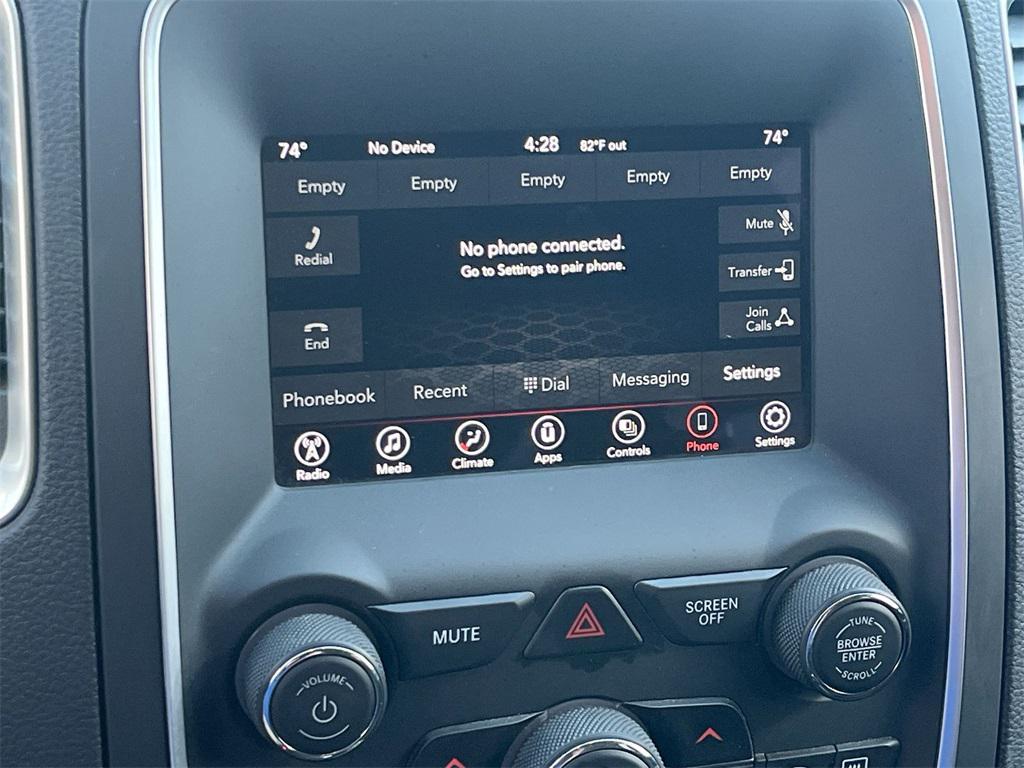 74° No Device 4:28 82°F out 74°
Empty Empty Empty Empty Empty
Redial
No phone connected.
Go to Settings to pair phone.
Mute
Transfer
Join
Calls
End
Phonebook Recent Dial Messaging Settings
Radio Media Climate Apps Controls Phone Settings
MUTE
SCREEN
OFF
VOLUME
TUNE
BROWSE
ENTER
SCROLL